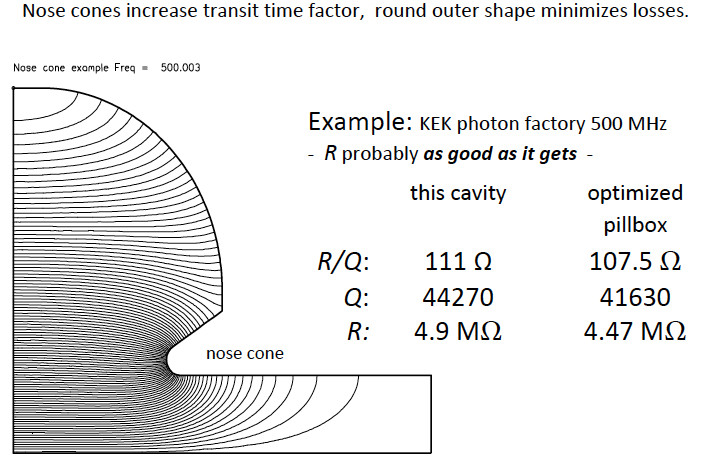 Nose cones increase transit time factor, round outer shape minimizes losses.
Nose cone example Freq = 500.003
Example: KEK photon factory 500 MHz
- R probably as good as it gets -
this cavity optimized
pillbox
R/Q: 111 Ω 107.5 Ω
Q: 44270 41630
R: 4.9 MΩ 4.47 MΩ
nose cone